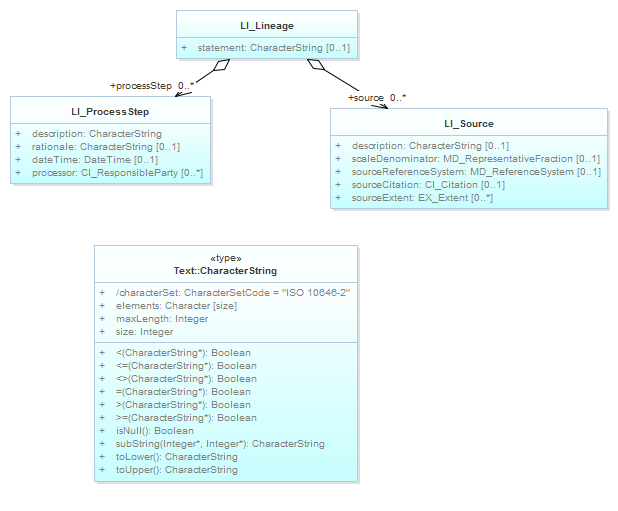 LI_Lineage
+ statement: CharacterString [0..1]
+processStep 0..*
+source 0..*
LI_ProcessStep
+ description: CharacterString
+ rationale: CharacterString [0..1]
+ dateTime: DateTime [0..1]
+ processor: CI_ResponsibleParty [0..*]
LI_Source
+ description: CharacterString [0..1]
+ scaleDenominator: MD_RepresentativeFraction [0..1]
+ sourceReferenceSystem: MD_ReferenceSystem [0..1]
+ sourceCitation: CI_Citation [0..1]
+ sourceExtent: EX_Extent [0..*]
«type»
Text::CharacterString
+ /characterSet: CharacterSetCode = "ISO 10646-2"
+ elements: Character [size]
+ maxLength: Integer
+ size: Integer
+ <(CharacterString*): Boolean
+ <=(CharacterString*): Boolean
+ <>(CharacterString*): Boolean
+ =(CharacterString*): Boolean
+ >(CharacterString*): Boolean
+ >=(CharacterString*): Boolean
+ isNull(): Boolean
+ subString(Integer*, Integer*): CharacterString
+ toLower(): CharacterString
+ toUpper(): CharacterString